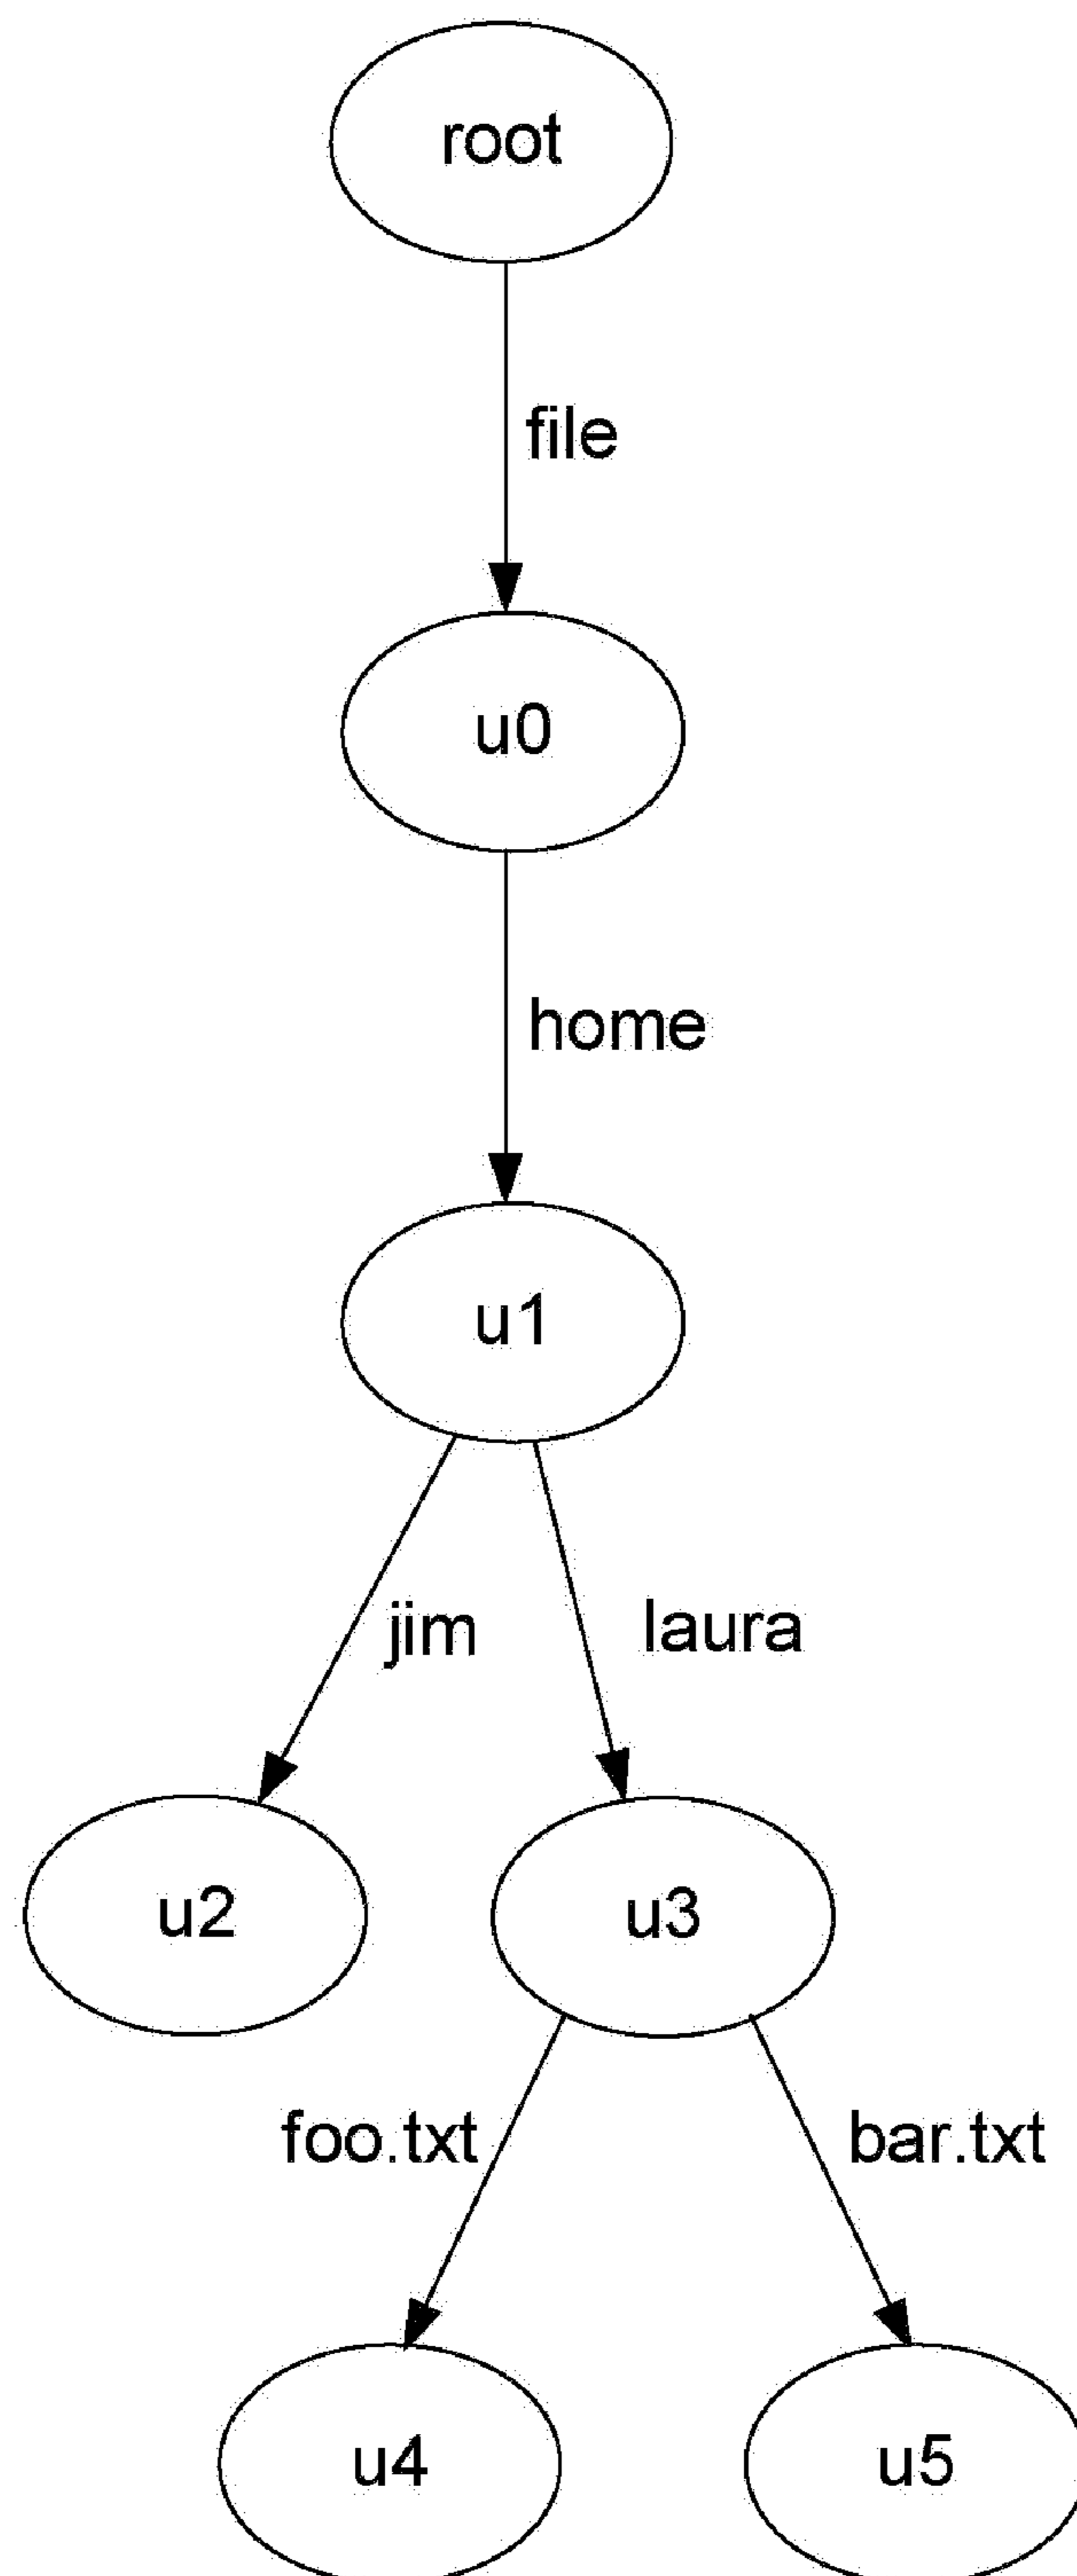 root
file
u0
home
u1
jim laura
u2 u3
foo.txt bar.txt
u4 u5